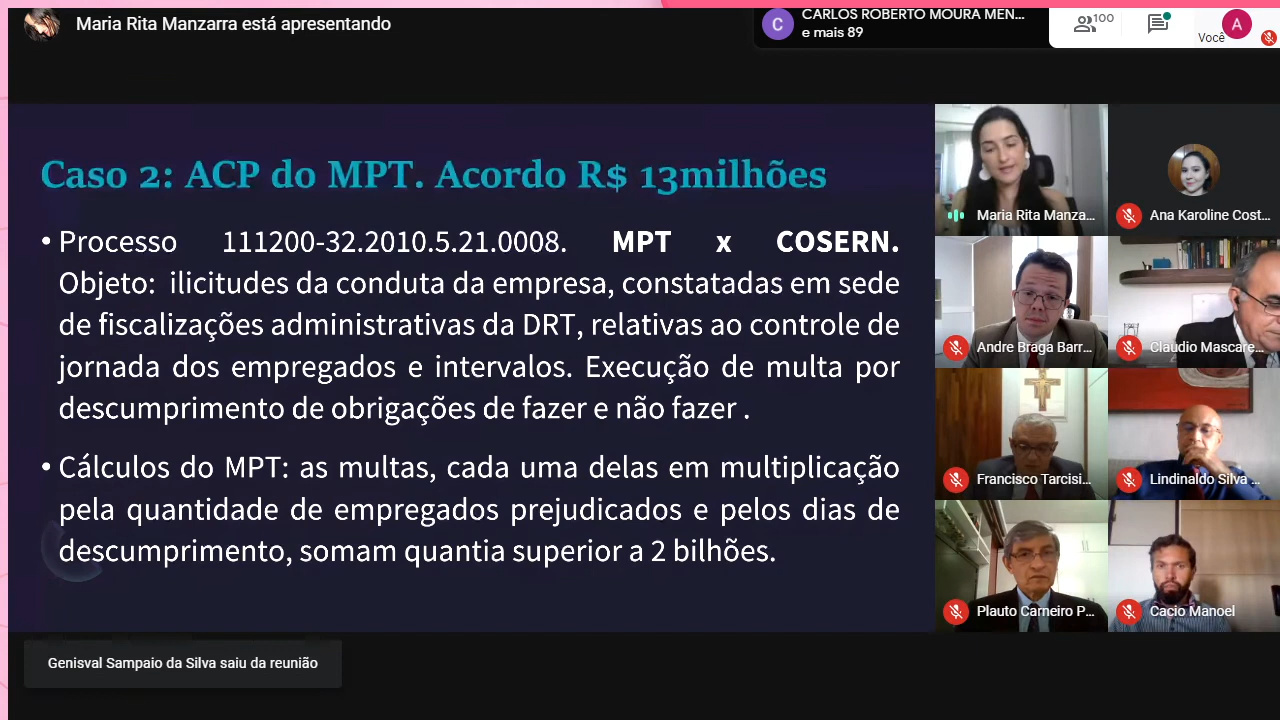 Maria Rita Manzarra está apresentando
C
CARLOS ROBERTO MOURA MEN...
e mais 89
100
Você
A
Caso 2: ACP do MPT. Acordo R$ 13milhões
• Processo 111200-32.2010.5.21.0008. MPT x COSERN.
Objeto: ilicitudes da conduta da empresa, constatadas em sede
de fiscalizações administrativas da DRT, relativas ao controle de
jornada dos empregados e intervalos. Execução de multa por
descumprimento de obrigações de fazer e não fazer .
• Cálculos do MPT: as multas, cada uma delas em multiplicação
pela quantidade de empregados prejudicados e pelos dias de
descumprimento, somam quantia superior a 2 bilhões.
Maria Rita Manza...
Ana Karoline Cost...
Andre Braga Barr...
Claudio Mascare...
Francisco Tarcisi...
Lindinaldo Silva ...
Plauto Carneiro P...
Cacio Manoel
Genisval Sampaio da Silva saiu da reunião